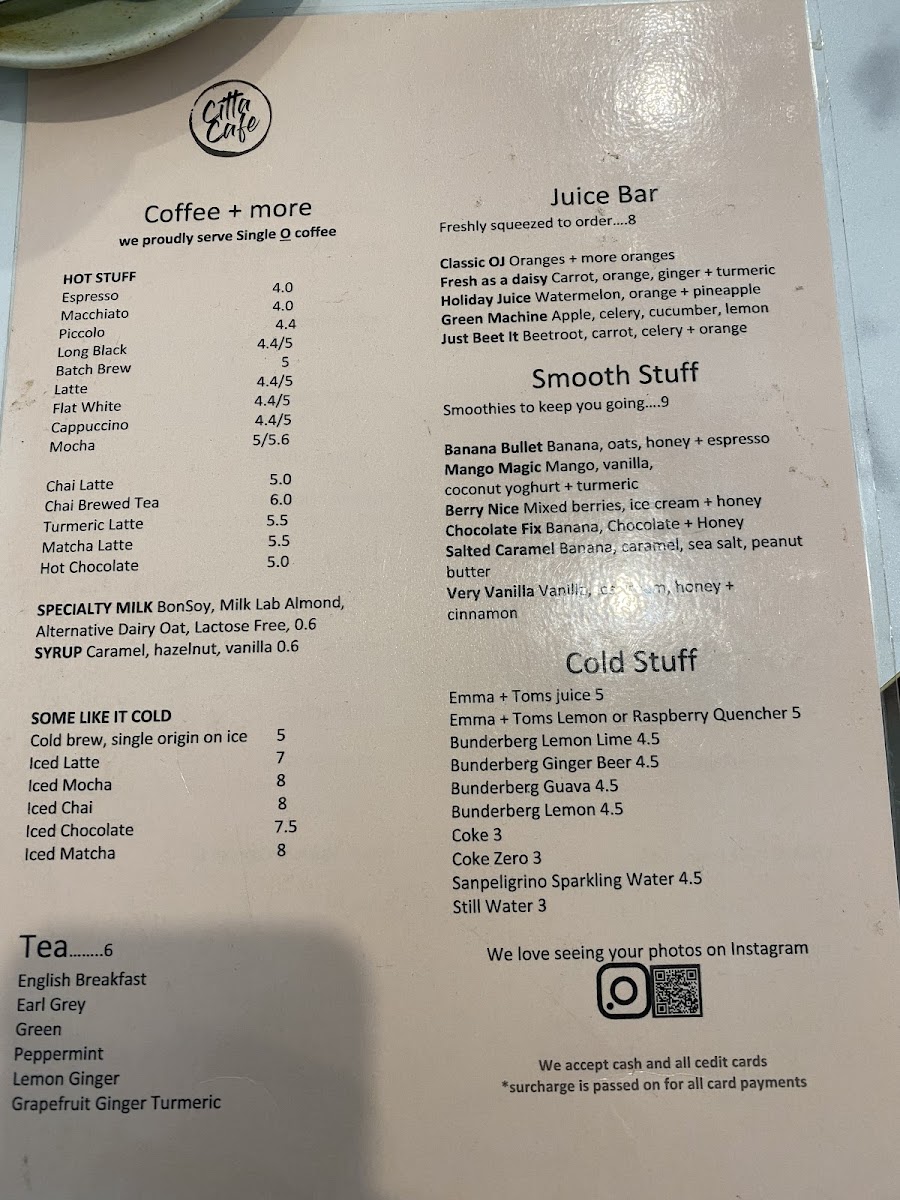 Citta
Cafe
Coffee + more
we proudly serve Single O coffee
HOT STUFF
Espresso 4.0
Macchiato 4.0
Piccolo 4.4
Long Black 4.4/5
Batch Brew 5
Latte 4.4/5
Flat White 4.4/5
Cappuccino 4.4/5
Mocha 5/5.6
Chai Latte 5.0
Chai Brewed Tea 6.0
Turmeric Latte 5.5
Matcha Latte 5.5
Hot Chocolate 5.0
SPECIALTY MILK BonSoy, Milk Lab Almond,
Alternative Dairy Oat, Lactose Free, 0.6
SYRUP Caramel, hazelnut, vanilla 0.6
SOME LIKE IT COLD
Cold brew, single origin on ice 5
Iced Latte 7
Iced Mocha 8
Iced Chai 8
Iced Chocolate 7.5
Iced Matcha 8
Tea........6
English Breakfast
Earl Grey
Green
Peppermint
Lemon Ginger
Grapefruit Ginger Turmeric
Juice Bar
Freshly squeezed to order....8
Classic OJ Oranges + more oranges
Fresh as a daisy Carrot, orange, ginger + turmeric
Holiday Juice Watermelon, orange + pineapple
Green Machine Apple, celery, cucumber, lemon
Just Beet It Beetroot, carrot, celery + orange
Smooth Stuff
Smoothies to keep you going....9
Banana Bullet Banana, oats, honey + espresso
Mango Magic Mango, vanilla,
coconut yoghurt + turmeric
Berry Nice Mixed berries, ice cream + honey
Chocolate Fix Banana, Chocolate + Honey
Salted Caramel Banana, caramel, sea salt, peanut
butter
Very Vanilla Vanilla, honey +
cinnamon
Cold Stuff
Emma + Toms juice 5
Emma + Toms Lemon or Raspberry Quencher 5
Bunderberg Lemon Lime 4.5
Bunderberg Ginger Beer 4.5
Bunderberg Guava 4.5
Bunderberg Lemon 4.5
Coke 3
Coke Zero 3
Sanpeligrino Sparkling Water 4.5
Still Water 3
We love seeing your photos on Instagram
We accept cash and all cedit cards
*surcharge is passed on for all card payments